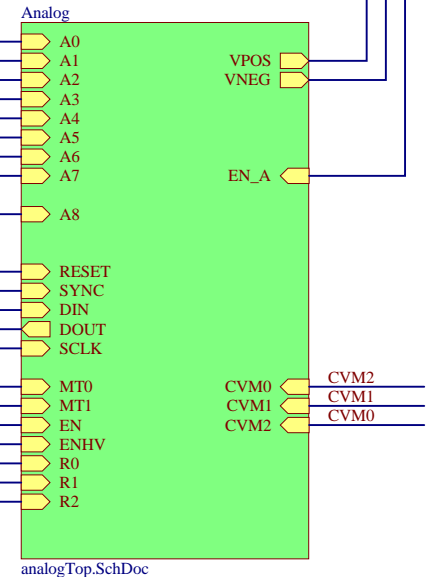 Analog
A0
A1
A2
A3
A4
A5
A6
A7
A8
RESET
SYNC
DIN
DOUT
SCLK
MT0
MT1
EN
ENHV
R0
R1
R2
VPOS
VNEG
EN_A
CVM0 CVM2
CVM1 CVM1
CVM2 CVM0
analogTop.SchDoc